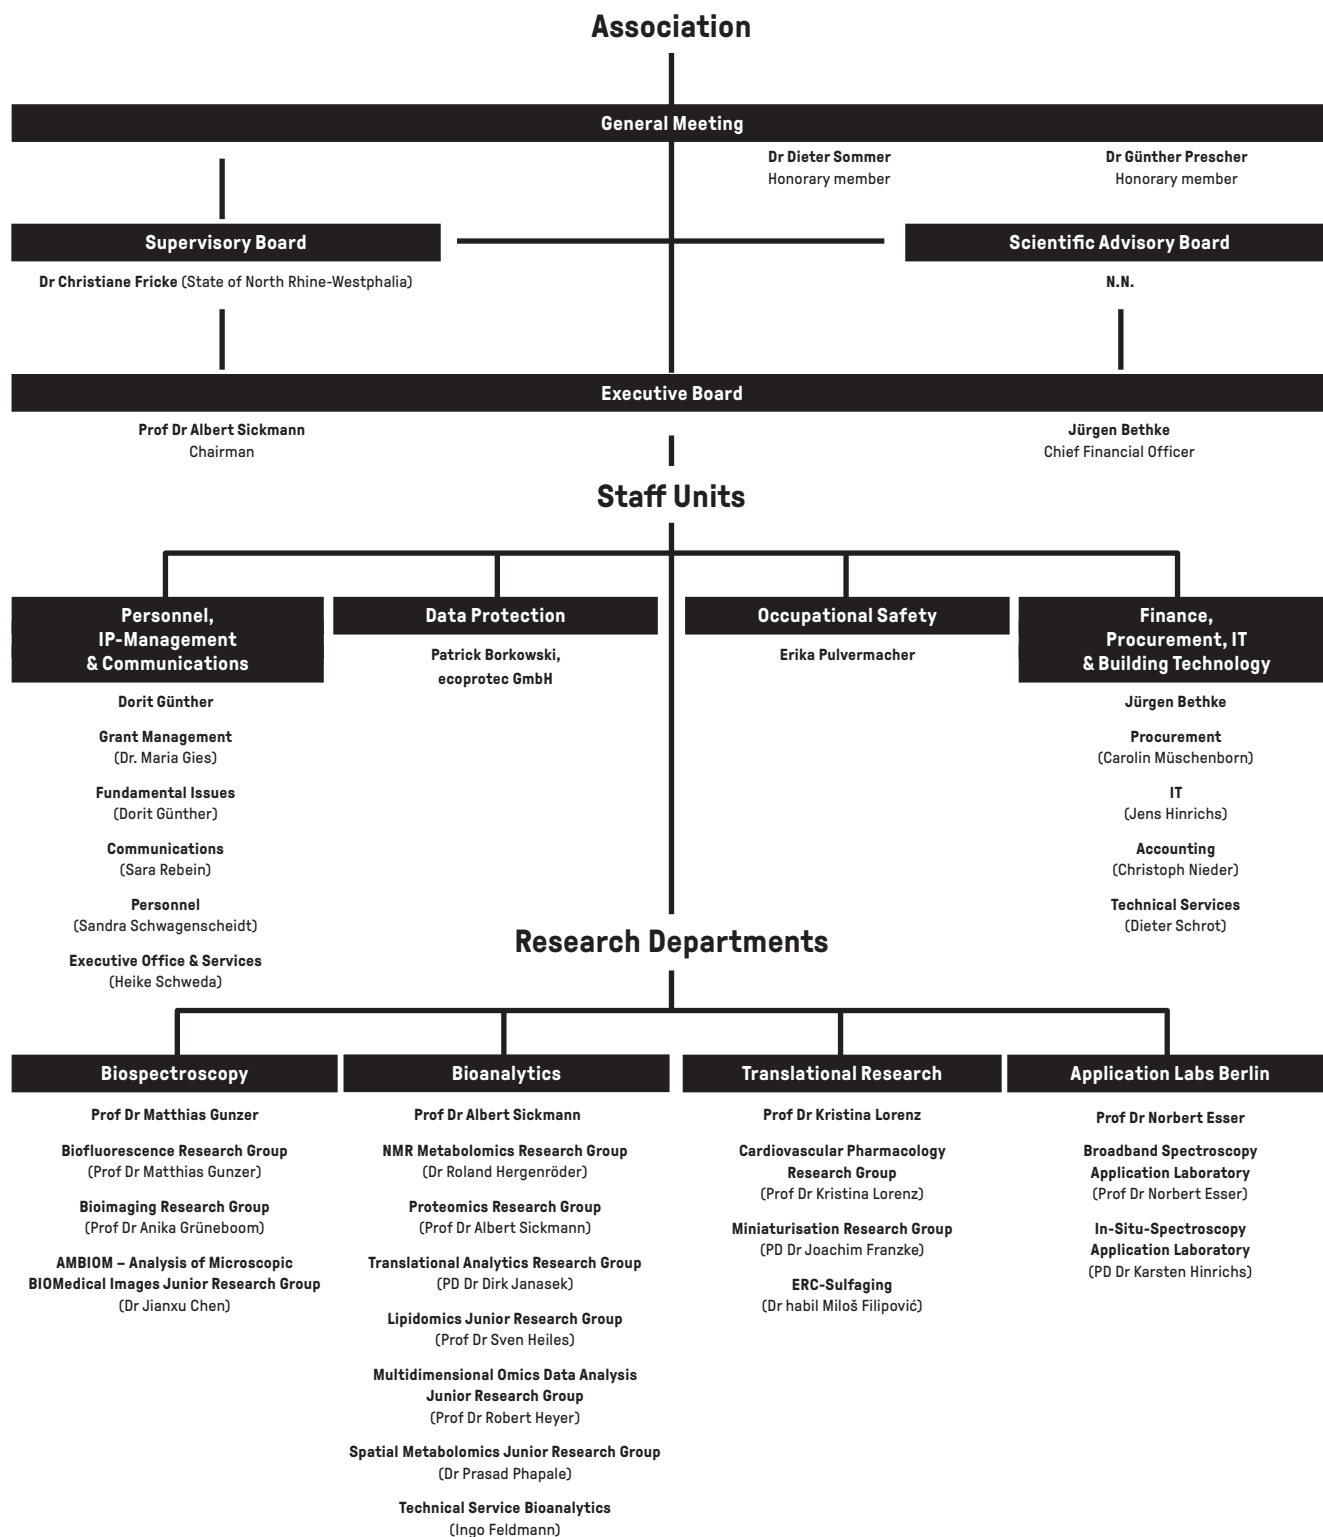 Association
General Meeting
Dr Dieter Sommer
Honorary member
Dr Günther Prescher
Honorary member
Supervisory Board
Dr Christiane Fricke (State of North Rhine-Westphalia)
Scientific Advisory Board
N.N.
Executive Board
Prof Dr Albert Sickmann
Chairman
Jürgen Bethke
Chief Financial Officer
Staff Units
Personnel,
IP-Management
& Communications
Dorit Günther
Grant Management
(Dr. Maria Gies)
Fundamental Issues
(Dorit Günther)
Communications
(Sara Rebein)
Personnel
(Sandra Schwagenscheidt)
Executive Office & Services
(Heike Schweda)
Data Protection
Patrick Borkowski,
ecoprotec GmbH
Occupational Safety
Erika Pulvermacher
Finance,
Procurement, IT
& Building Technology
Jürgen Bethke
Procurement
(Carolin Müschenborn)
IT
(Jens Hinrichs)
Accounting
(Christoph Nieder)
Technical Services
(Dieter Schrot)
Research Departments
Biospectroscopy
Prof Dr Matthias Gunzer
Biofluorescence Research Group
(Prof Dr Matthias Gunzer)
Bioimaging Research Group
(Prof Dr Anika Grüneboom)
AMBIOM – Analysis of Microscopic
BIOMedical Images Junior Research Group
(Dr Jianxu Chen)
Bioanalytics
Prof Dr Albert Sickmann
NMR Metabolomics Research Group
(Dr Roland Hergenröder)
Proteomics Research Group
(Prof Dr Albert Sickmann)
Translational Analytics Research Group
(PD Dr Dirk Janasek)
Lipidomics Junior Research Group
(Prof Dr Sven Heiles)
Multidimensional Omics Data Analysis
Junior Research Group
(Prof Dr Robert Heyer)
Spatial Metabolomics Junior Research Group
(Dr Prasad Phapale)
Technical Service Bioanalytics
(Ingo Feldmann)
Translational Research
Prof Dr Kristina Lorenz
Cardiovascular Pharmacology
Research Group
(Prof Dr Kristina Lorenz)
Miniaturisation Research Group
(PD Dr Joachim Franzke)
ERC-Sulfaging
(Dr habil Miloš Filipović)
Application Labs Berlin
Prof Dr Norbert Esser
Broadband Spectroscopy
Application Laboratory
(Prof Dr Norbert Esser)
In-Situ-Spectroscopy
Application Laboratory
(PD Dr Karsten Hinrichs)